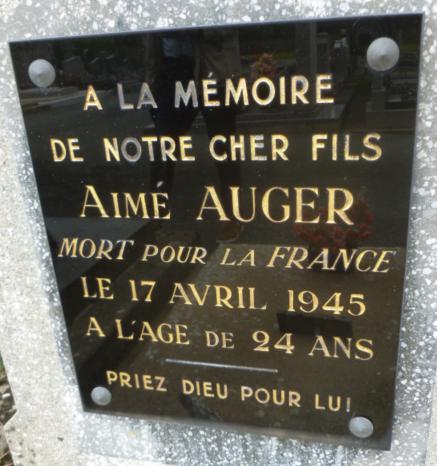 A LA MÉMOIRE
DE NOTRE CHER FILS
AIMÉ AUGER
MORT POUR LA FRANCE
LE 17 AVRIL 1945
A L'AGE DE 24 ANS
PRIEZ DIEU POUR LUI